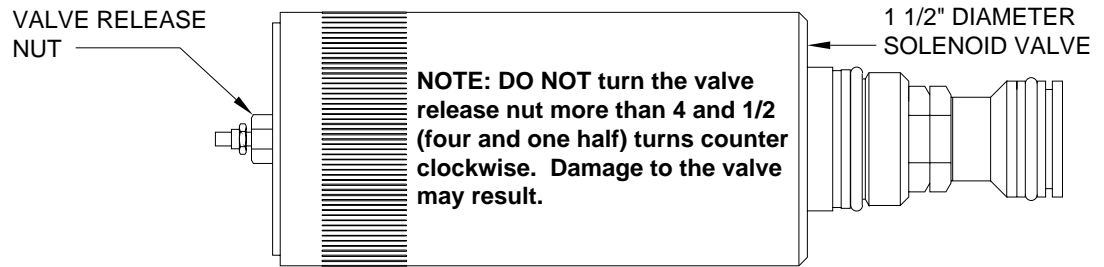 VALVE RELEASE
NUT
1 1/2" DIAMETER
SOLENOID VALVE
NOTE: DO NOT turn the valve
release nut more than 4 and 1/2
(four and one half) turns counter
clockwise.  Damage to the valve
may result.